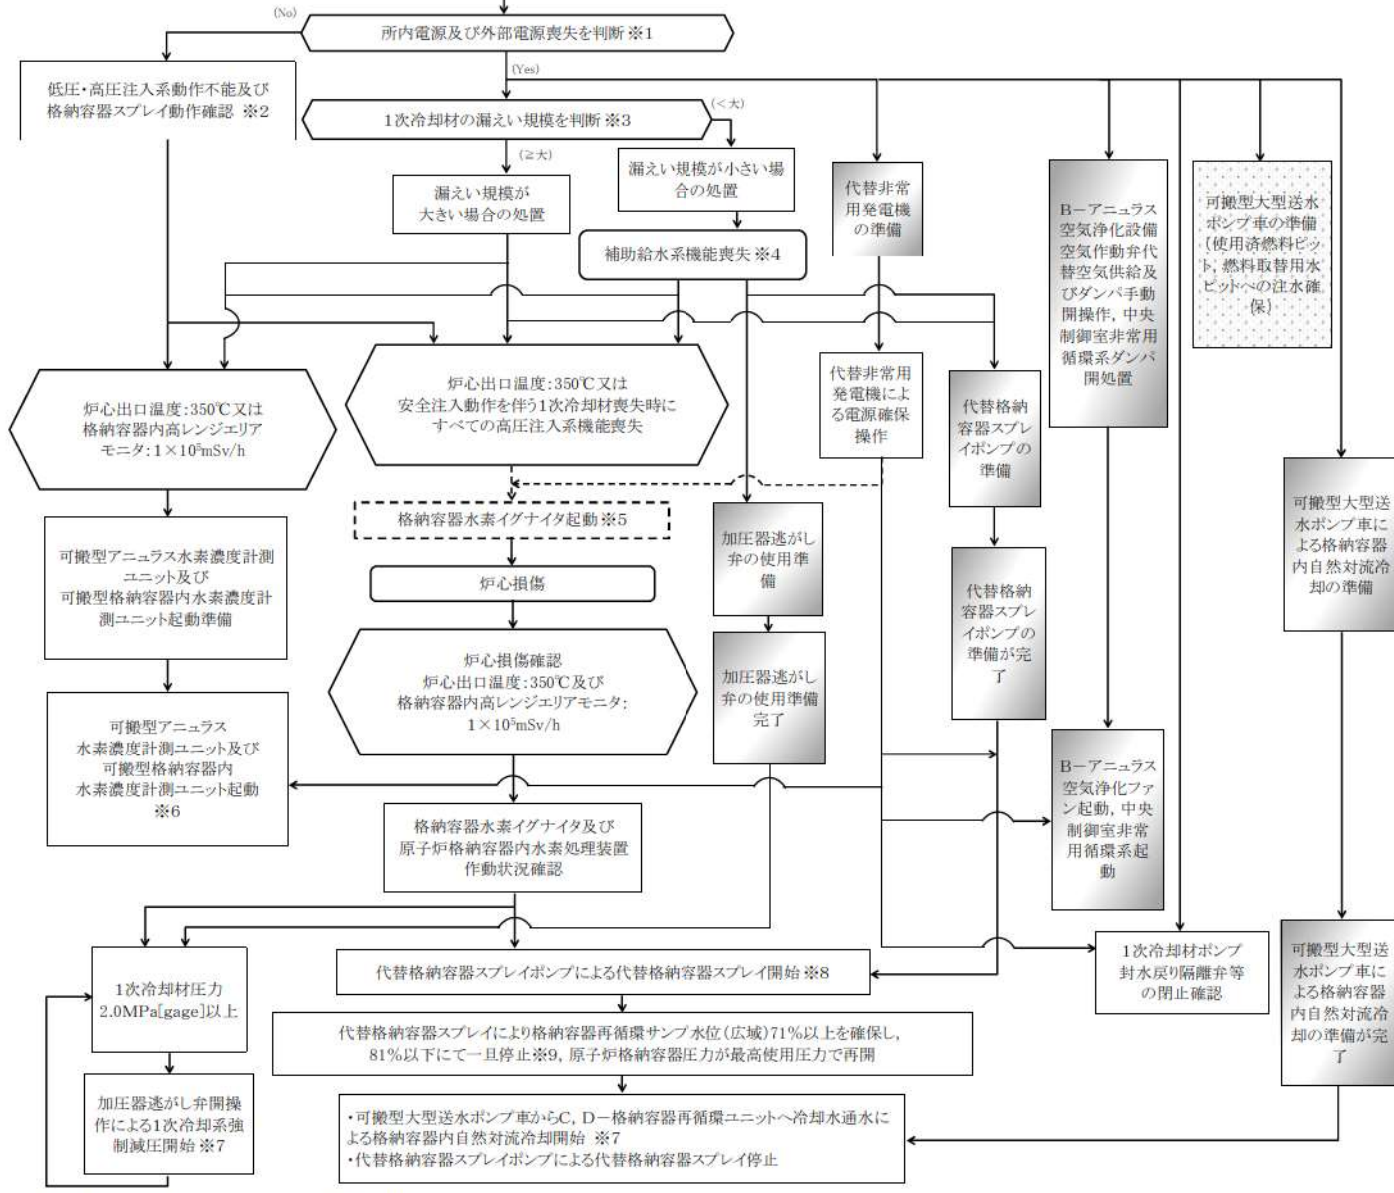 (No)
所内電源及び外部電源喪失を判断※1
(Yes)
低圧・高圧注入系動作不能及び
格納容器スプレイ動作確認 ※2
1次冷却材の漏えい規模を判断※3
(<大)
(≧大)
漏えい規模が
大きい場合の処置
漏えい規模が小さい場
合の処置
補助給水系機能喪失※4
代替非常
用発電機
の準備
B－アニュラス
空気浄化設備
空気作動弁代
替空気供給及
びダンパ手動
開操作, 中央
制御室非常用
循環系ダンパ
開処置
可搬型大型送水
ポンプ車の準備
(使用済燃料ピッ
ト, 燃料取替用水
ピットへの注水確
保)
炉心出口温度:350℃又は
格納容器内高レンジエリア
モニタ:1×10⁵mSv/h
炉心出口温度:350℃又は
安全注入動作を伴う1次冷却材喪失時に
すべての高圧注入系機能喪失
代替非常用
発電機によ
る電源確保
操作
代替格納
容器スプレ
イポンプの
準備
可搬型大型送
水ポンプ車に
よる格納容器
内自然対流冷
却の準備
格納容器水素イグナイタ起動※5
炉心損傷
可搬型アニュラス水素濃度計測
ユニット及び
可搬型格納容器内水素濃度計
測ユニット起動準備
加圧器逃がし
弁の使用準
備
代替格納
容器スプレ
イポンプの
準備が完
了
炉心損傷確認
炉心出口温度:350℃及び
格納容器内高レンジエリアモニタ:
1×10⁵mSv/h
加圧器逃がし
弁の使用準備
完了
可搬型アニュラス
水素濃度計測ユニット及び
可搬型格納容器内
水素濃度計測ユニット起動
※6
B－アニュラス
空気浄化ファ
ン起動, 中央
制御室非常
用循環系起
動
格納容器水素イグナイタ及び
原子炉格納容器内水素処理装置
作動状況確認
1次冷却材圧力
2.0MPa[gage]以上
代替格納容器スプレイポンプによる代替格納容器スプレイ開始 ※8
1次冷却材ポンプ
封水戻り隔離弁等
の閉止確認
可搬型大型送
水ポンプ車に
よる格納容器
内自然対流冷
却の準備が完
了
代替格納容器スプレイにより格納容器再循環サンプ水位(広域)71%以上を確保し,
81%以下にて一旦停止※9, 原子炉格納容器圧力が最高使用圧力で再開
加圧器逃がし弁開操
作による1次冷却系強
制減圧開始 ※7
・可搬型大型送水ポンプ車からC, D－格納容器再循環ユニットへ冷却水通水に
よる格納容器内自然対流冷却開始 ※7
・代替格納容器スプレイポンプによる代替格納容器スプレイ停止